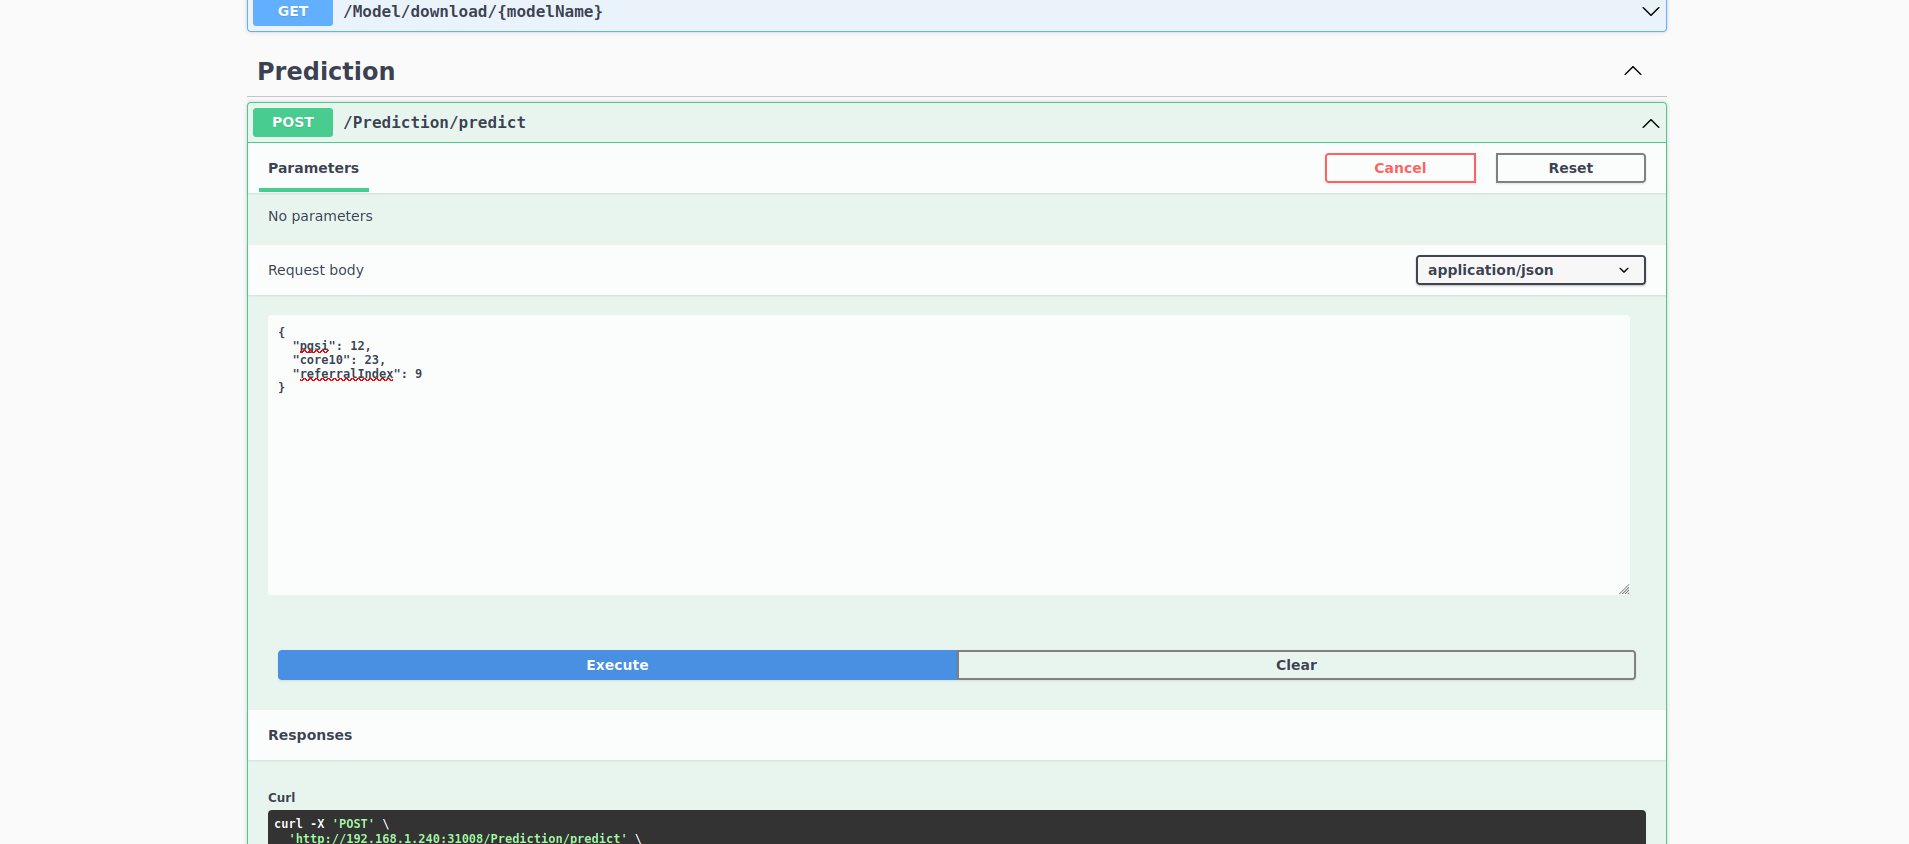 GET /Model/download/{modelName}
Prediction
POST /Prediction/predict
Parameters Cancel Reset
No parameters
Request body application/json
{
"pgsi": 12,
"core10": 23,
"referralIndex": 9
}
Execute Clear
Responses
Curl
curl -X 'POST' \
'http://192.168.1.240:31008/Prediction/predict' \